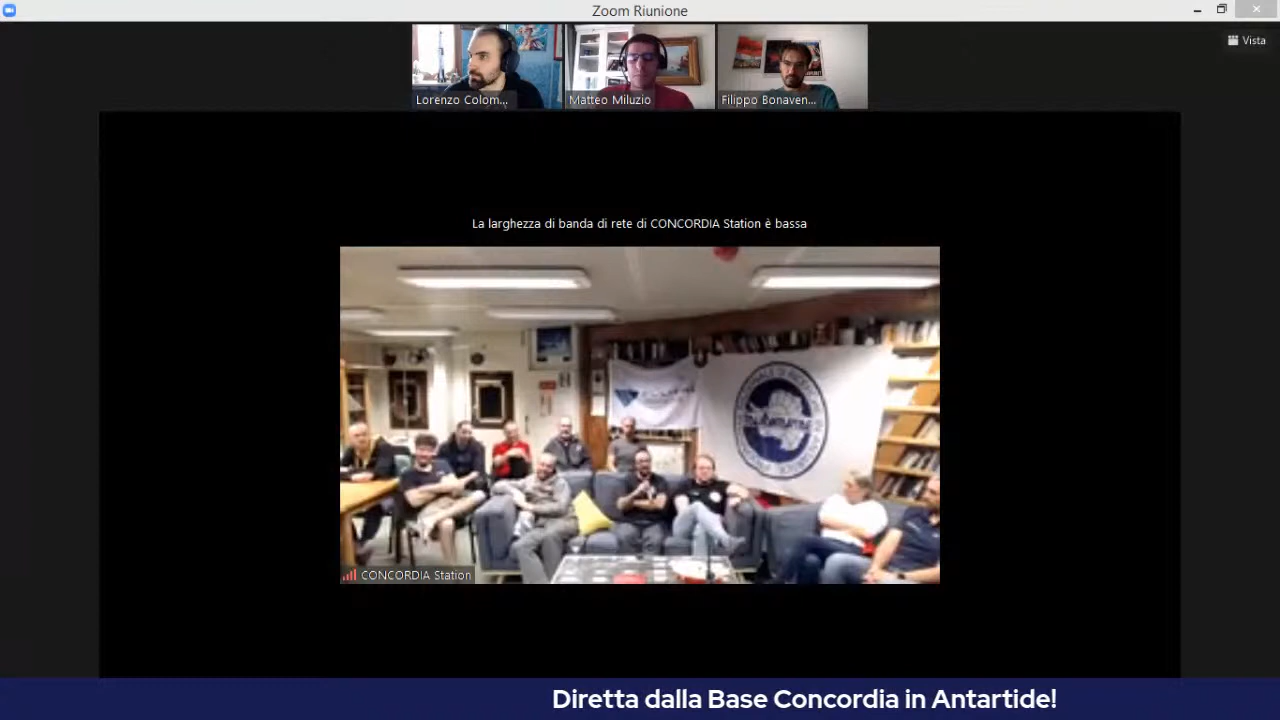 Zoom Riunione
Vista
Lorenzo Colom...
Matteo Miluzio
Filippo Bonaven...
La larghezza di banda di rete di CONCORDIA Station è bassa
CONCORDIA Station
Diretta dalla Base Concordia in Antartide!